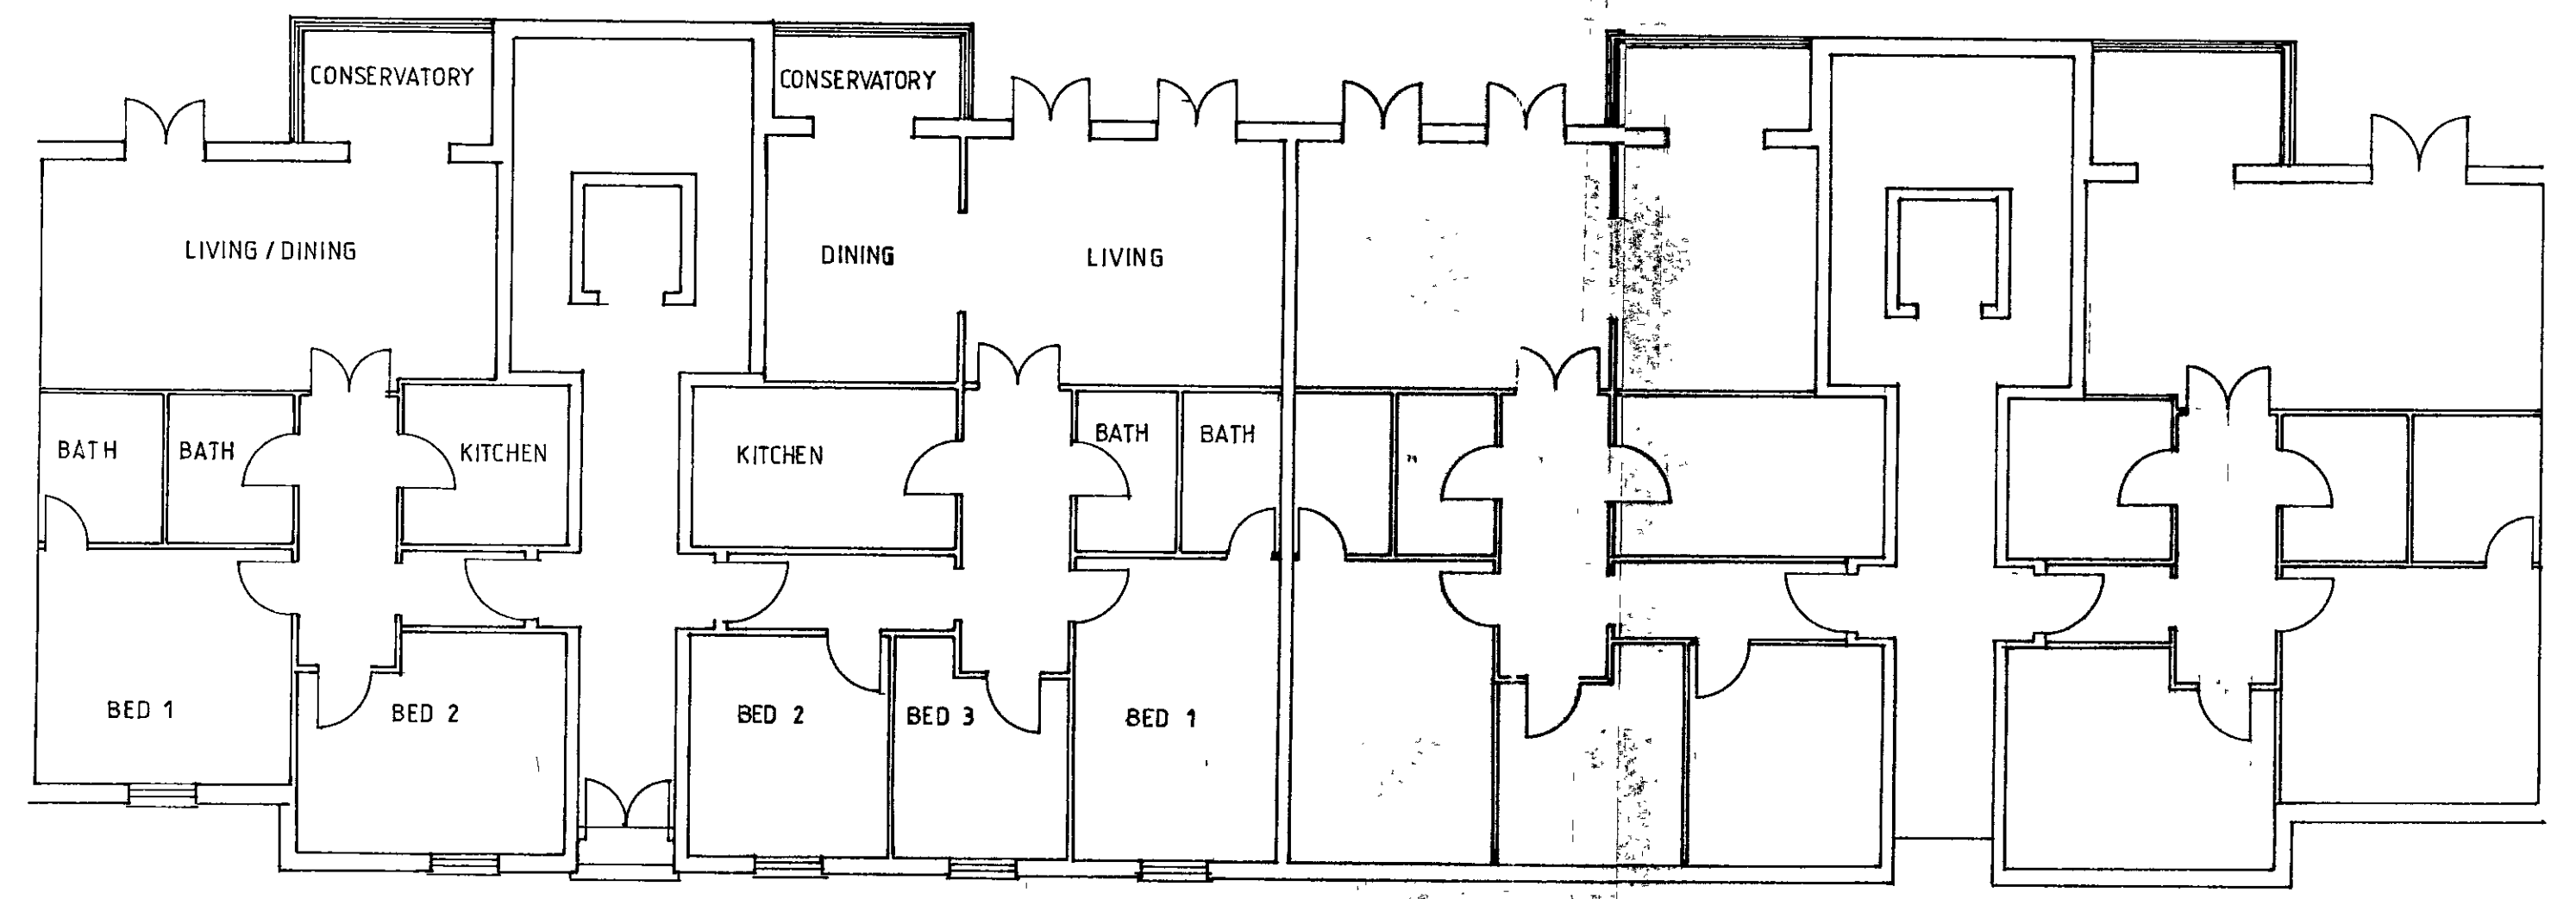 CONSERVATORY
CONSERVATORY
LIVING / DINING
DINING
LIVING
BATH
BATH
KITCHEN
KITCHEN
BATH
BATH
BED 1
BED 2
BED 2
BED 3
BED 1